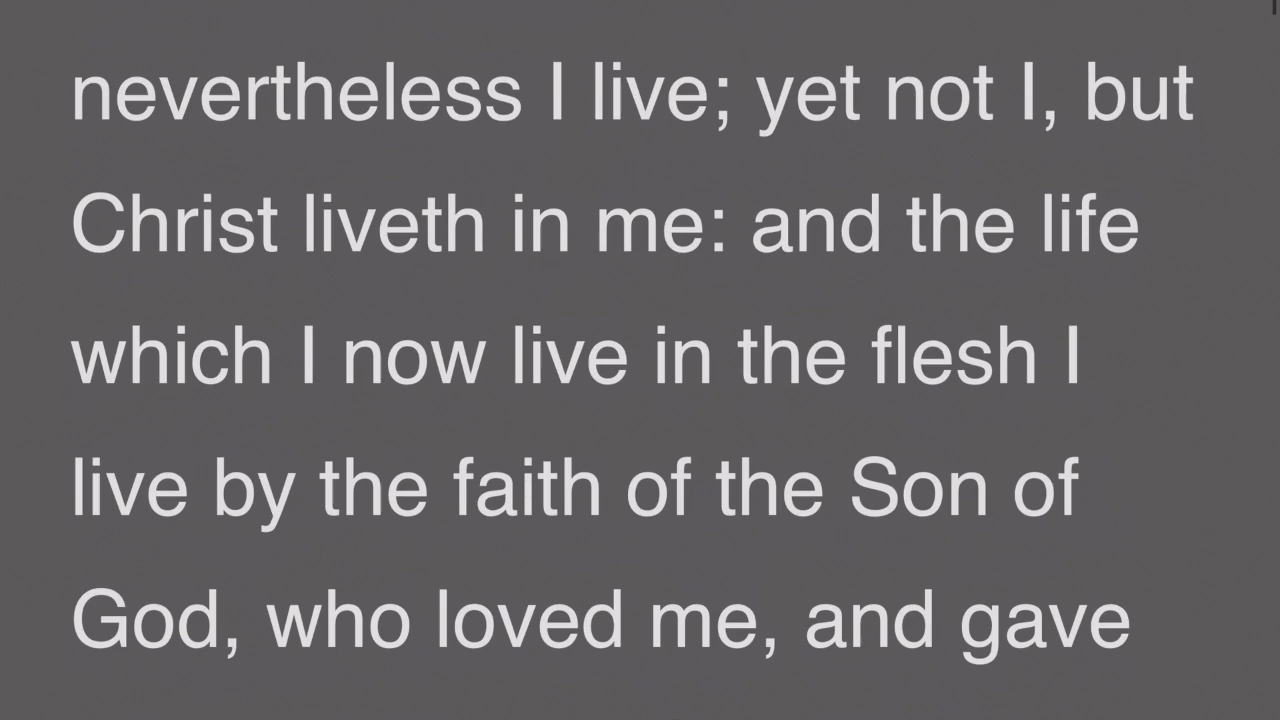 nevertheless I live; yet not I, but
Christ liveth in me: and the life
which I now live in the flesh I
live by the faith of the Son of
God, who loved me, and gave